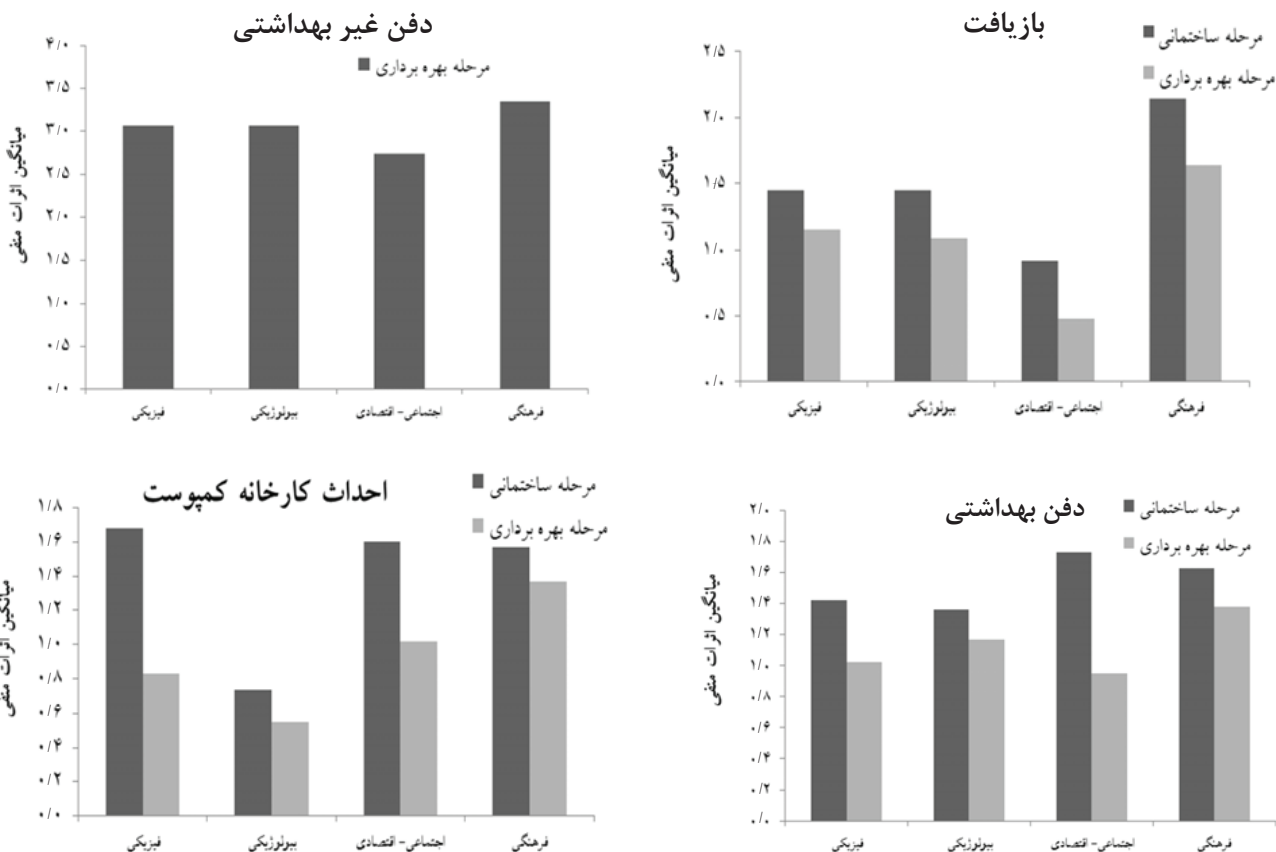 دفن غیر بهداشتی
مرحله بهره برداری
میانگین اثرات منفی
۴/۰
۳/۵
۳/۰
۲/۵
۲/۰
۱/۵
۱/۰
۰/۵
۰/۰
فیزیکی
بیولوژیکی
اجتماعی- اقتصادی
فرهنگی
بازیافت
مرحله ساختمانی
مرحله بهره برداری
میانگین اثرات منفی
۲/۵
۲/۰
۱/۵
۱/۰
۰/۵
۰/۰
فیزیکی
بیولوژیکی
اجتماعی- اقتصادی
فرهنگی
احداث کارخانه کمپوست
مرحله ساختمانی
مرحله بهره برداری
میانگین اثرات منفی
۱/۸
۱/۶
۱/۴
۱/۲
۱/۰
۰/۸
۰/۶
۰/۴
۰/۲
۰/۰
فیزیکی
بیولوژیکی
اجتماعی- اقتصادی
فرهنگی
دفن بهداشتی
مرحله ساختمانی
مرحله بهره برداری
میانگین اثرات منفی
۲/۰
۱/۸
۱/۶
۱/۴
۱/۲
۱/۰
۰/۸
۰/۶
۰/۴
۰/۲
۰/۰
فیزیکی
بیولوژیکی
اجتماعی- اقتصادی
فرهنگی